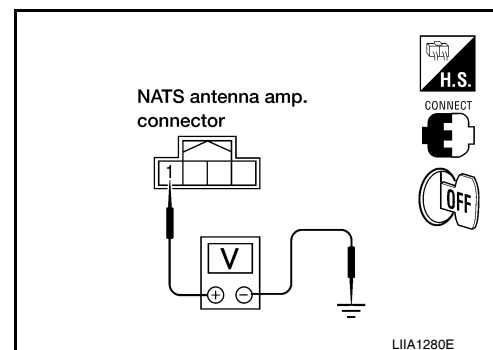 H.S.
NATS antenna amp.
connector
CONNECT
1
OFF
V
+ −
LIIA1280E